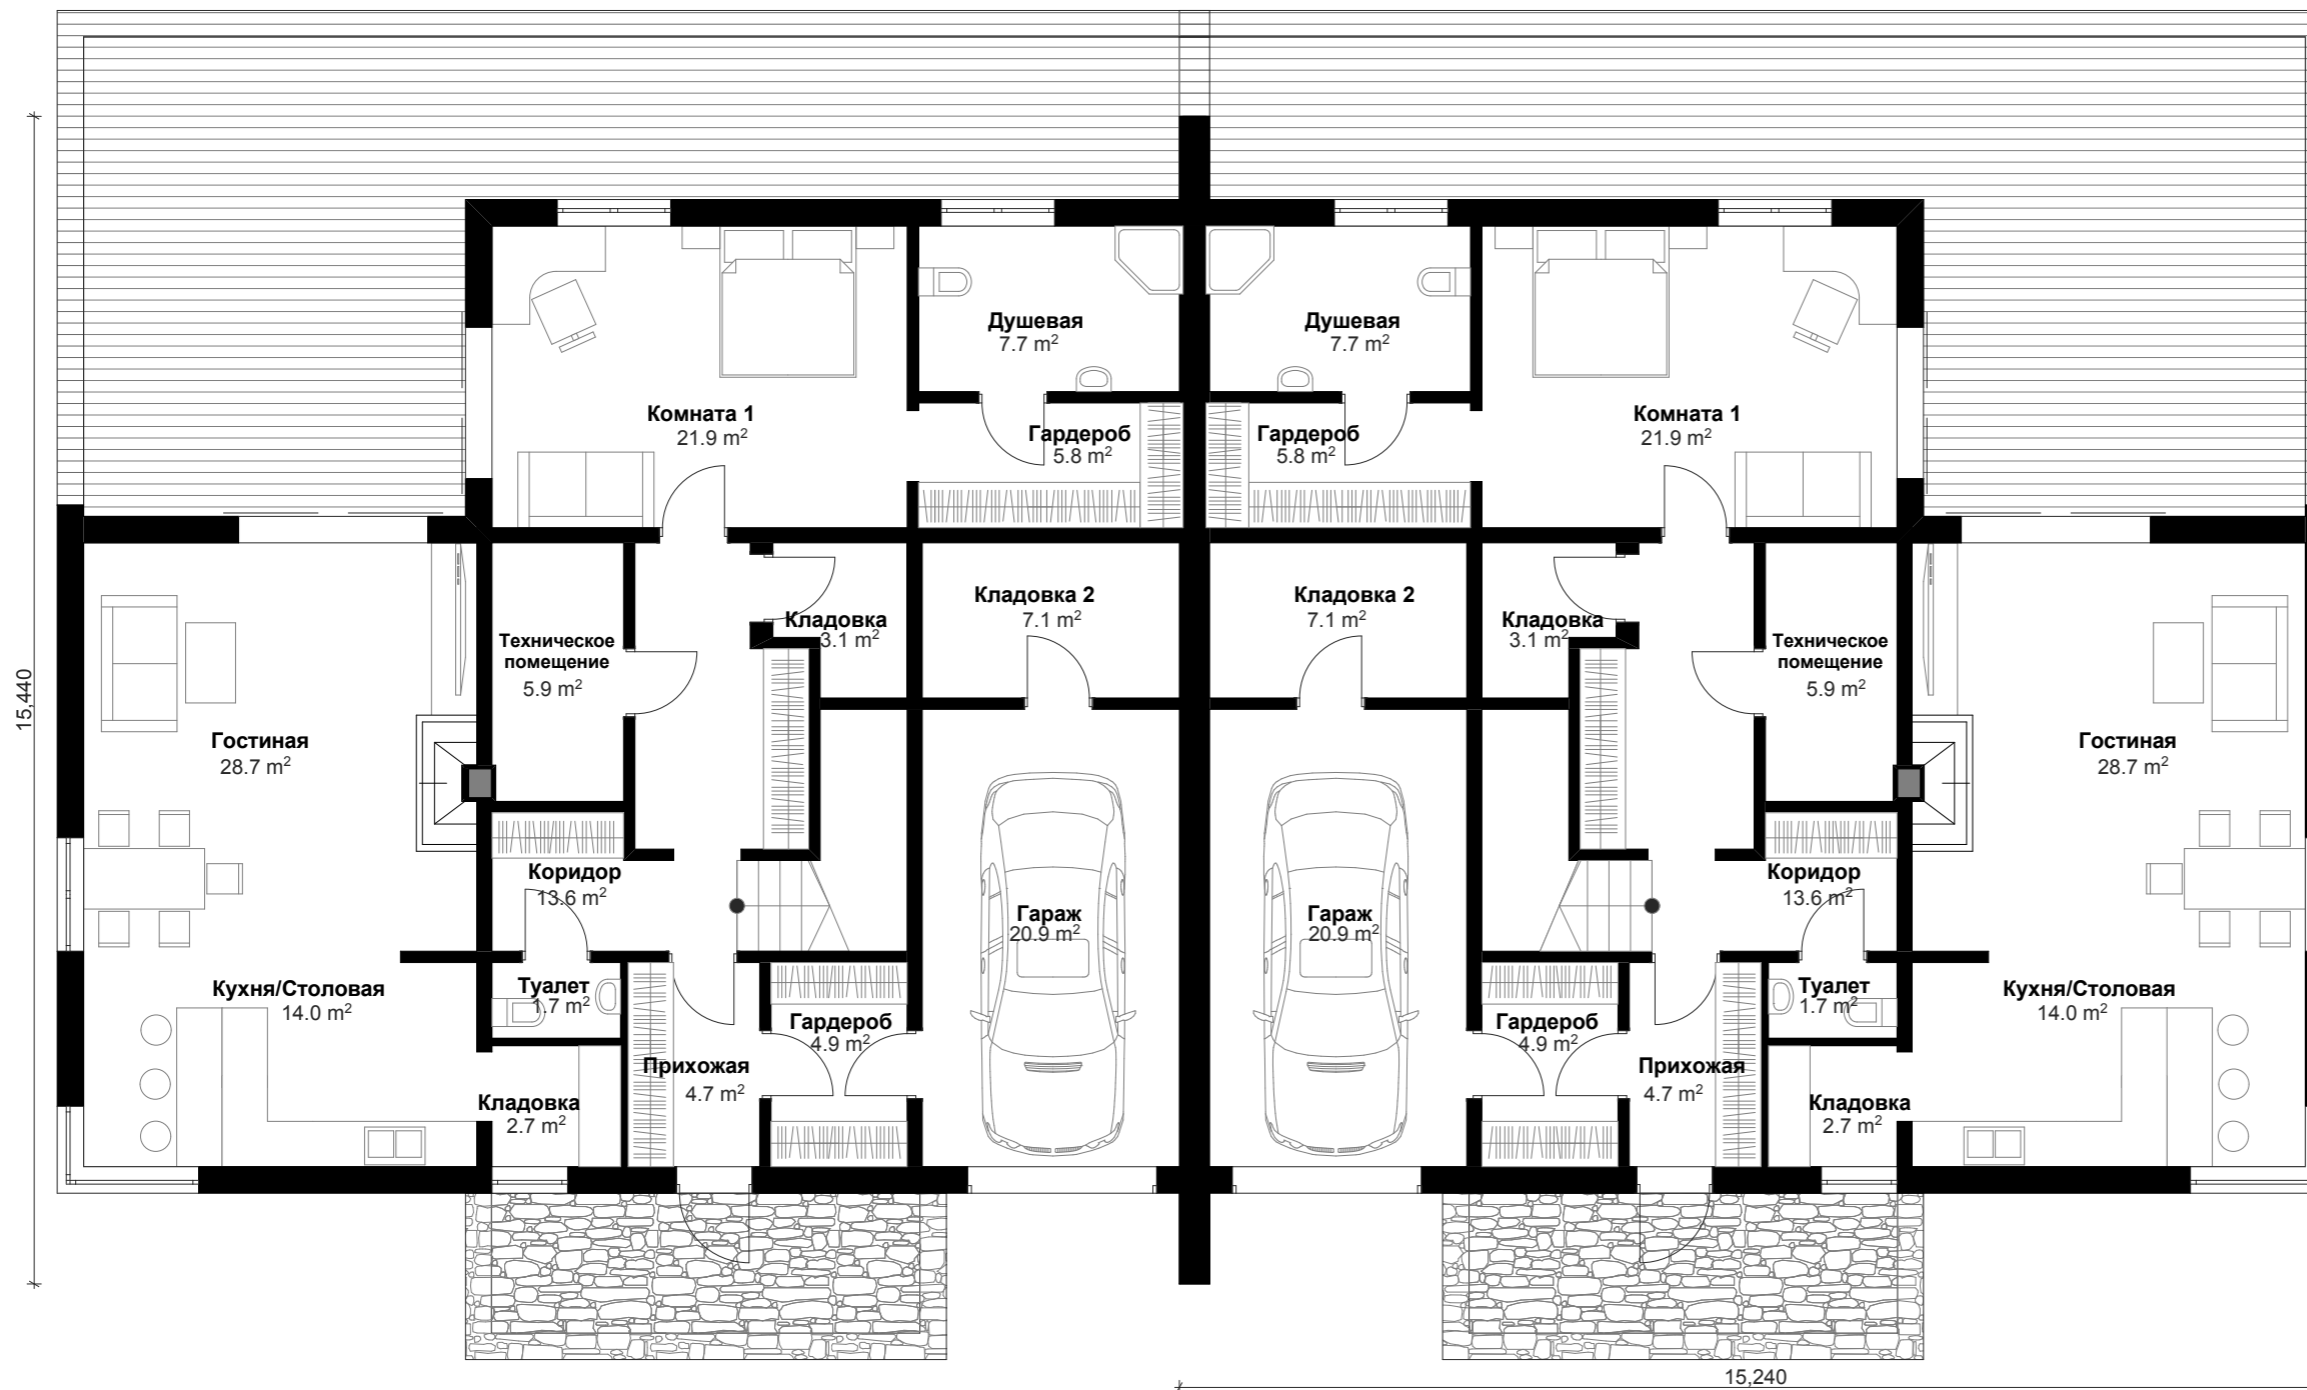 Душевая
7.7 m²
Душевая
7.7 m²
Комната 1
21.9 m²
Гардероб
5.8 m²
Гардероб
5.8 m²
Комната 1
21.9 m²
Кладовка 2
7.1 m²
Кладовка 2
7.1 m²
Кладовка
3.1 m²
Кладовка
3.1 m²
Техническое
помещение
5.9 m²
Техническое
помещение
5.9 m²
15,440
Гостиная
28.7 m²
Гостиная
28.7 m²
Коридор
13.6 m²
Коридор
13.6 m²
Гараж
20.9 m²
Гараж
20.9 m²
Кухня/Столовая
14.0 m²
Туалет
1.7 m²
Туалет
1.7 m²
Кухня/Столовая
14.0 m²
Гардероб
4.9 m²
Гардероб
4.9 m²
Прихожая
4.7 m²
Прихожая
4.7 m²
Кладовка
2.7 m²
Кладовка
2.7 m²
15,240